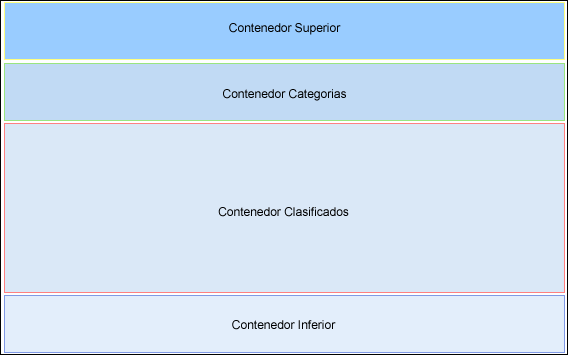 Contenedor Superior
Contenedor Categorias
Contenedor Clasificados
Contenedor Inferior